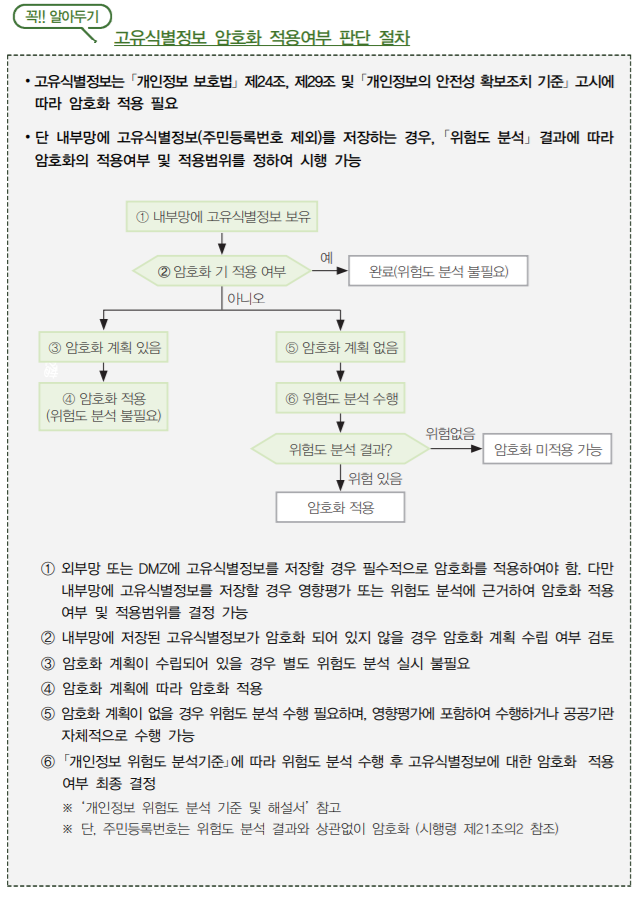 꼭!! 알아두기
고유식별정보 암호화 적용여부 판단 절차
• 고유식별정보는 「개인정보 보호법」 제24조, 제29조 및 「개인정보의 안전성 확보조치 기준」 고시에
따라 암호화 적용 필요
• 단 내부망에 고유식별정보(주민등록번호 제외)를 저장하는 경우, 「위험도 분석」 결과에 따라
암호화의 적용여부 및 적용범위를 정하여 시행 가능
① 내부망에 고유식별정보 보유
② 암호화 기 적용 여부
예
완료(위험도 분석 불필요)
아니오
③ 암호화 계획 있음
⑤ 암호화 계획 없음
④ 암호화 적용
(위험도 분석 불필요)
⑥ 위험도 분석 수행
위험도 분석 결과?
위험없음
암호화 미적용 가능
위험 있음
암호화 적용
① 외부망 또는 DMZ에 고유식별정보를 저장할 경우 필수적으로 암호화를 적용하여야 함. 다만
내부망에 고유식별정보를 저장할 경우 영향평가 또는 위험도 분석에 근거하여 암호화 적용
여부 및 적용범위를 결정 가능
② 내부망에 저장된 고유식별정보가 암호화 되어 있지 않을 경우 암호화 계획 수립 여부 검토
③ 암호화 계획이 수립되어 있을 경우 별도 위험도 분석 실시 불필요
④ 암호화 계획에 따라 암호화 적용
⑤ 암호화 계획이 없을 경우 위험도 분석 수행 필요하며, 영향평가에 포함하여 수행하거나 공공기관
자체적으로 수행 가능
⑥ 「개인정보 위험도 분석기준」에 따라 위험도 분석 수행 후 고유식별정보에 대한 암호화 적용
여부 최종 결정
※ '개인정보 위험도 분석 기준 및 해설서' 참고
※ 단, 주민등록번호는 위험도 분석 결과와 상관없이 암호화 (시행령 제21조의2 참조)